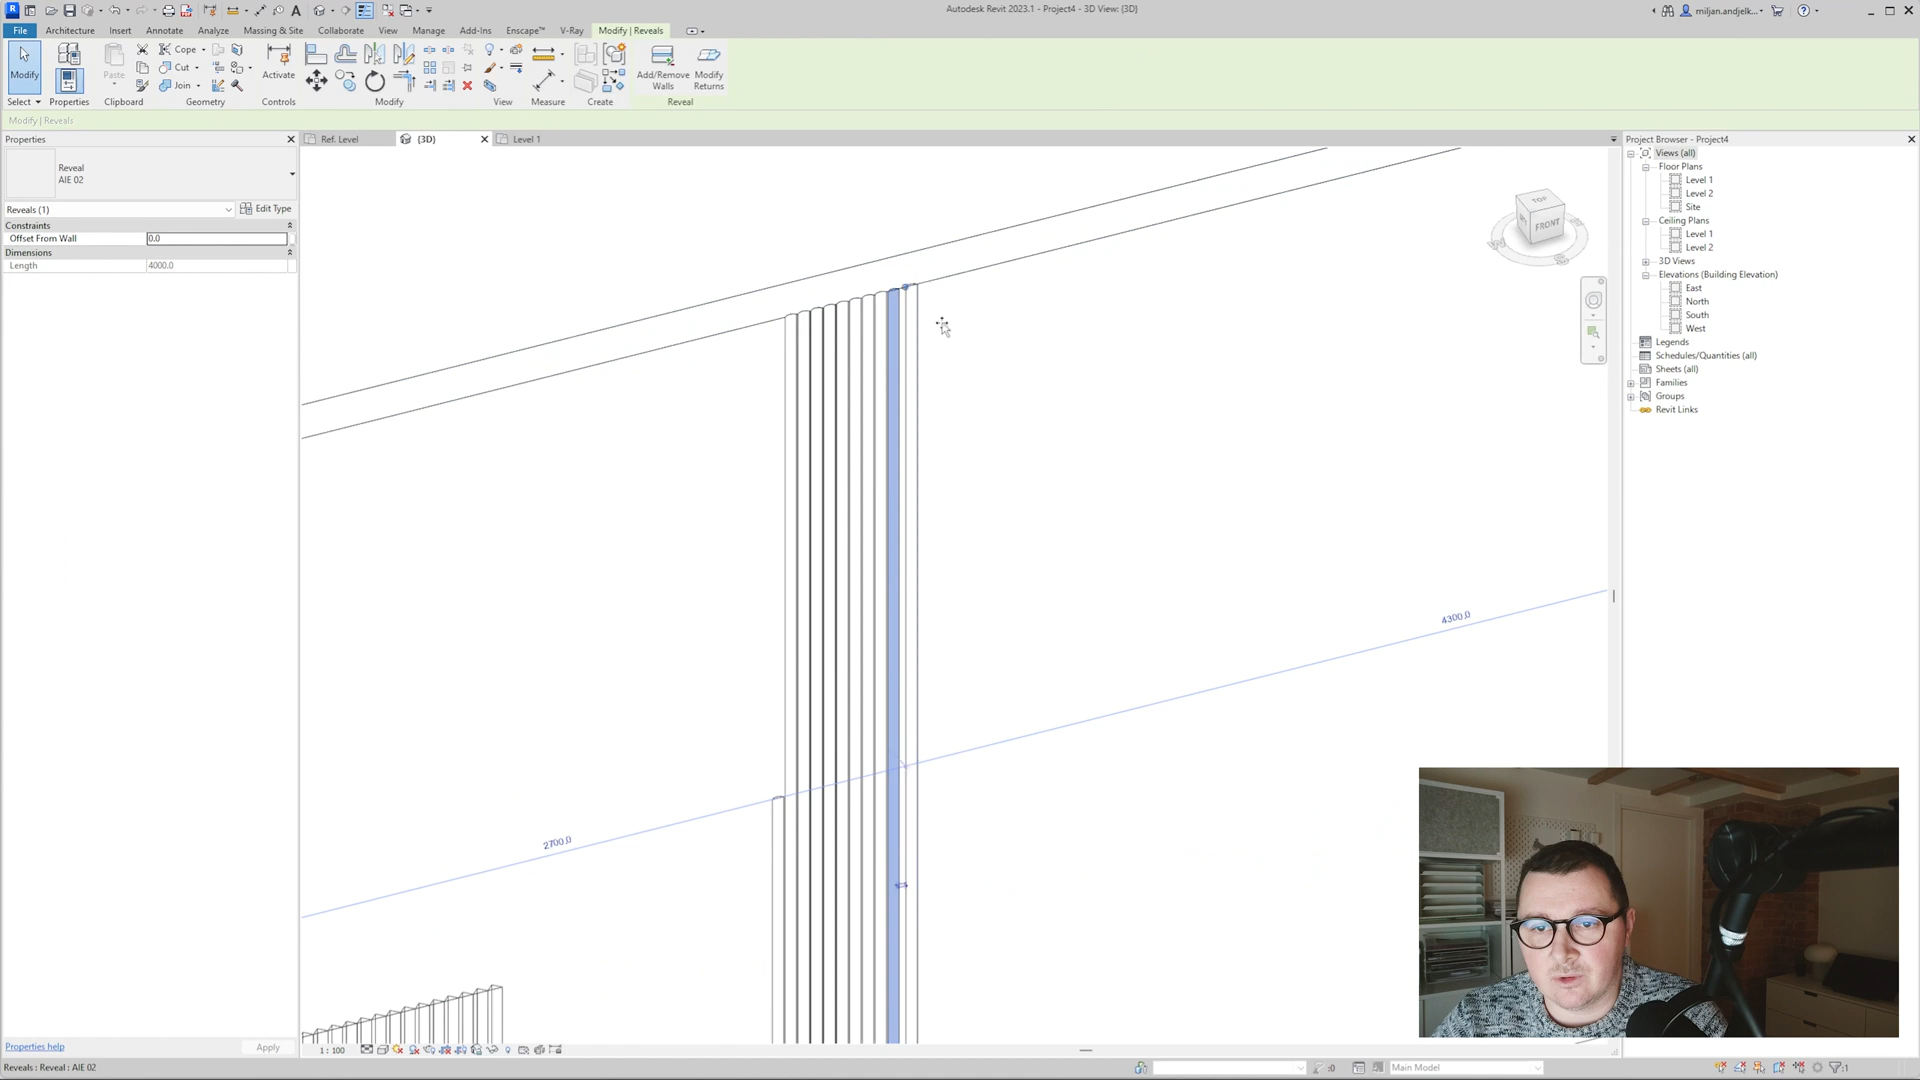 Autodesk Revit 2023.1 - Project4 - 3D View: {3D}
miljan.andjelk...
File
Architecture
Insert
Annotate
Analyze
Massing & Site
Collaborate
View
Manage
Add-Ins
Enscape™
V-Ray
Modify | Reveals
Modify
Paste
Cope
Cut
Join
Activate
Add/Remove
Walls
Modify
Returns
Select
Properties
Clipboard
Geometry
Controls
Modify
View
Measure
Create
Reveal
Modify | Reveals
Properties
Ref. Level
{3D}
Level 1
Project Browser - Project4
Reveal
AIE 02
Reveals (1)
Edit Type
Constraints
Offset From Wall
0.0
Dimensions
Length
4000.0
Views (all)
Floor Plans
Level 1
Level 2
Site
Ceiling Plans
Level 1
Level 2
3D Views
Elevations (Building Elevation)
East
North
South
West
Legends
Schedules/Quantities (all)
Sheets (all)
Families
Groups
Revit Links
TOP
FRONT
4300.0
2700.0
Properties help
Apply
1 : 100
Reveals : Reveal : AIE 02
:0
Main Model
:1